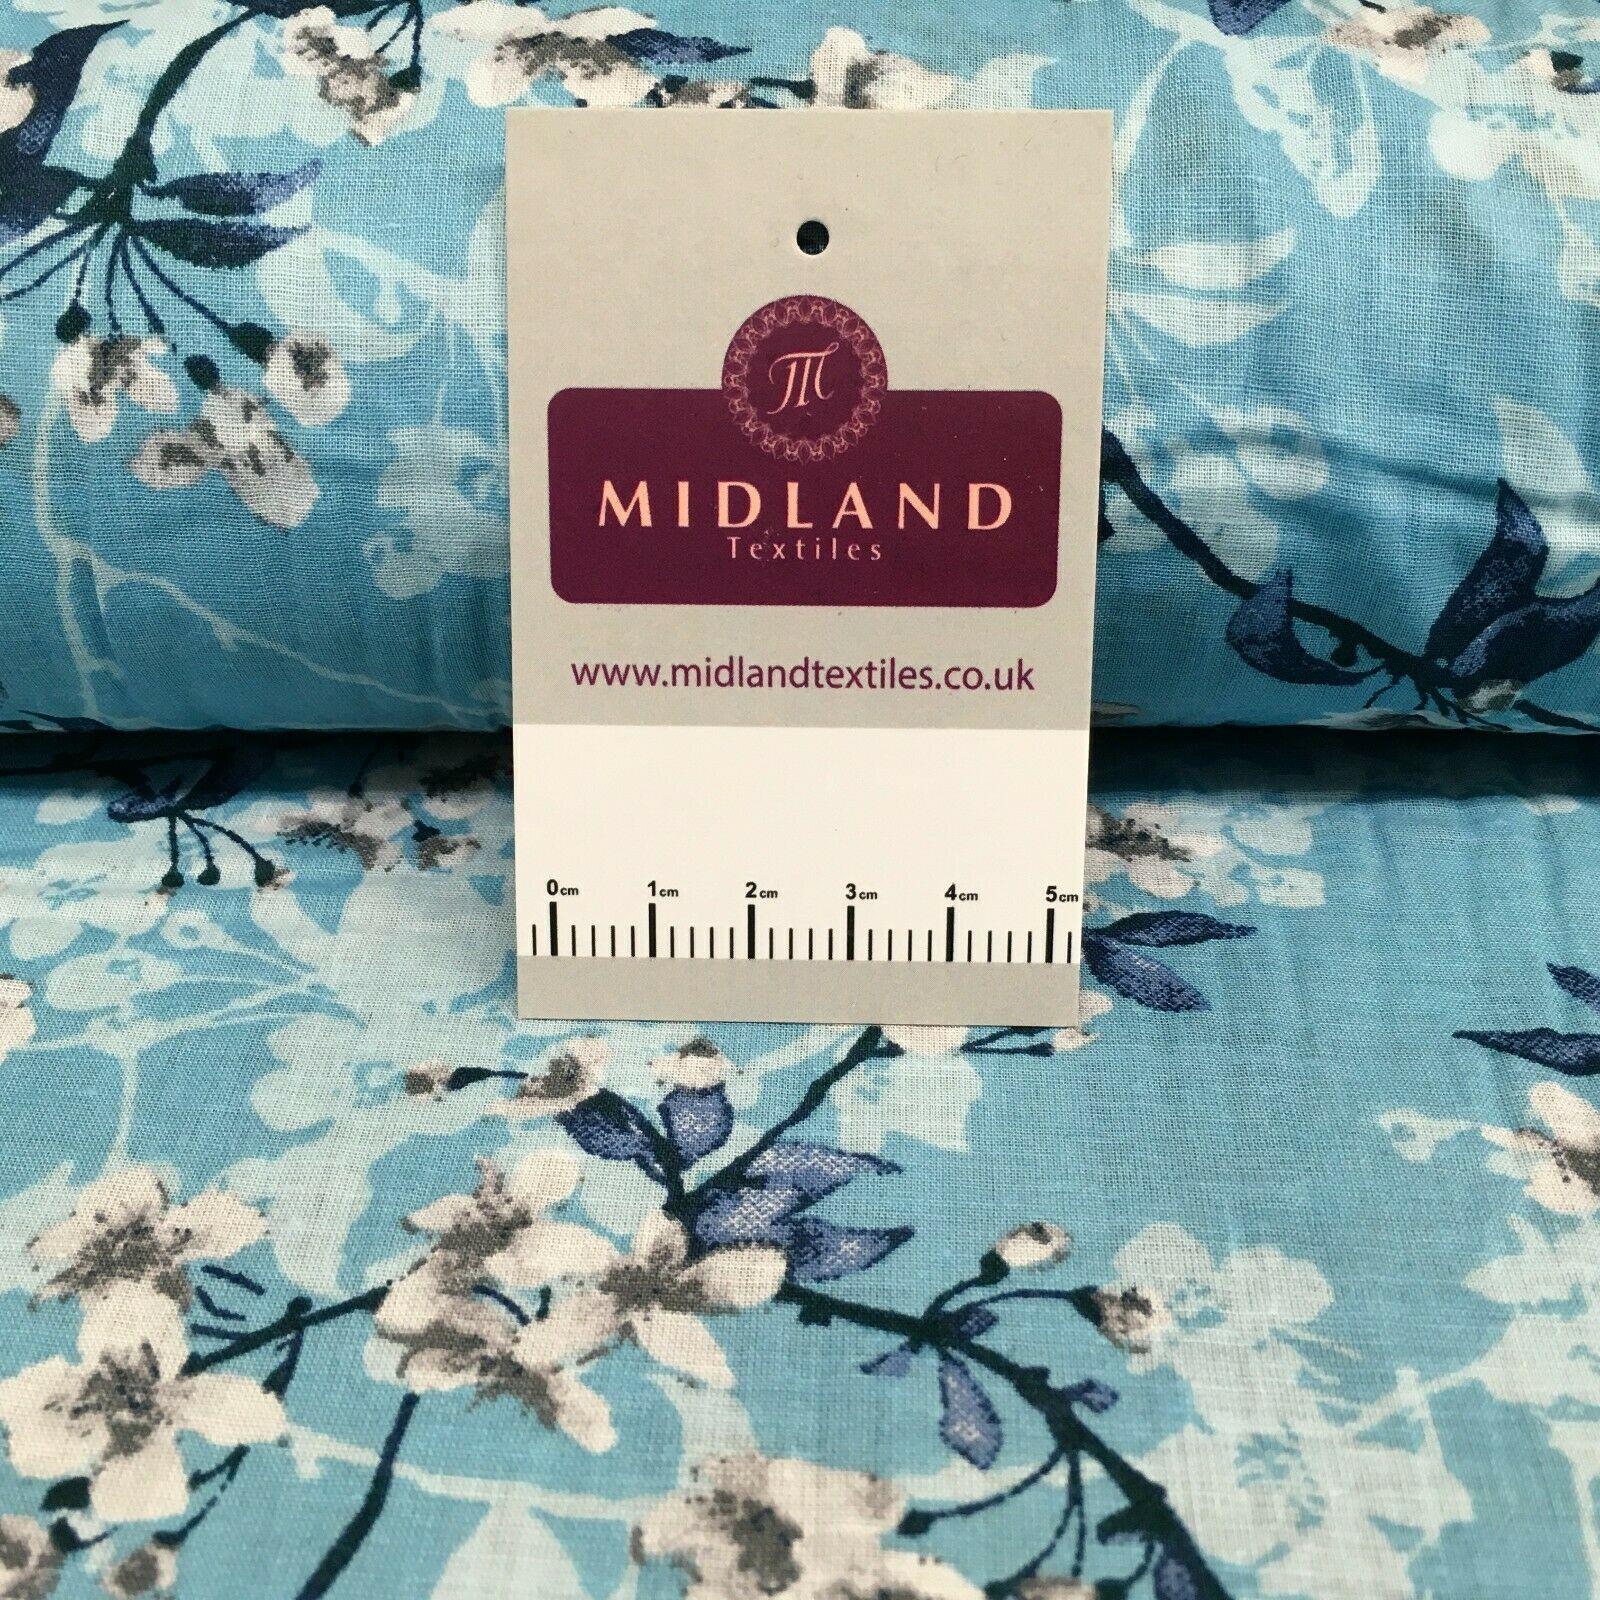 M
MIDLAND
Textiles
www.midlandtextiles.co.uk
0cm 1cm 2cm 3cm 4cm 5cm